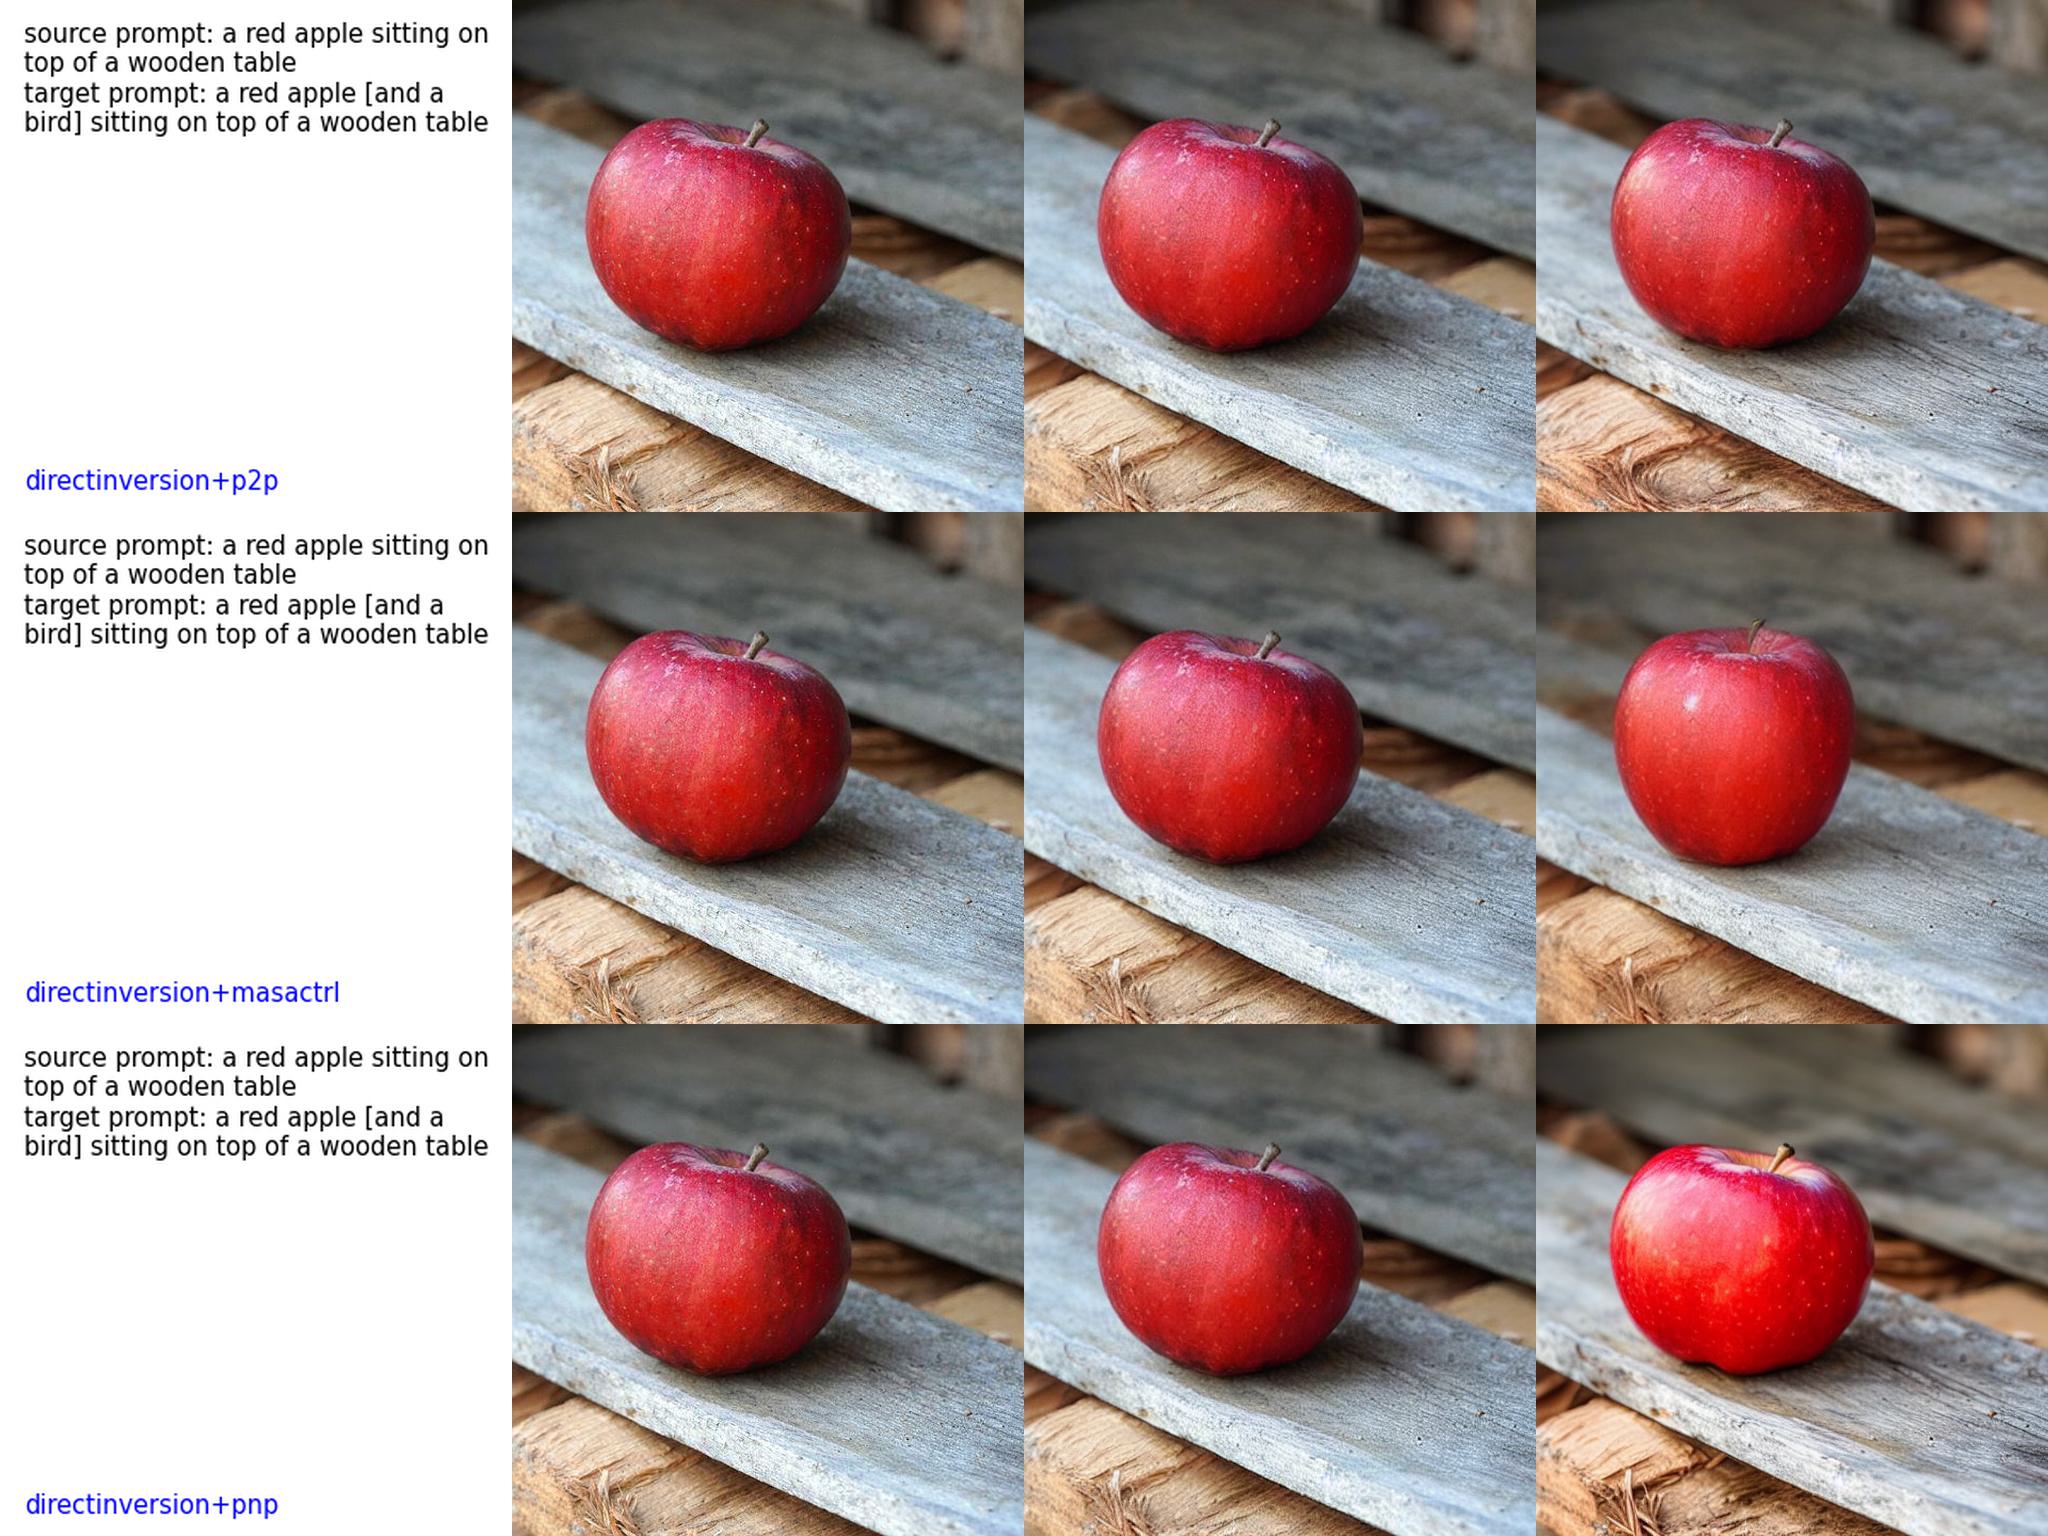 source prompt: a red apple sitting on
top of a wooden table
target prompt: a red apple [and a
bird] sitting on top of a wooden table
directinversion+p2p
source prompt: a red apple sitting on
top of a wooden table
target prompt: a red apple [and a
bird] sitting on top of a wooden table
directinversion+masactrl
source prompt: a red apple sitting on
top of a wooden table
target prompt: a red apple [and a
bird] sitting on top of a wooden table
directinversion+pnp